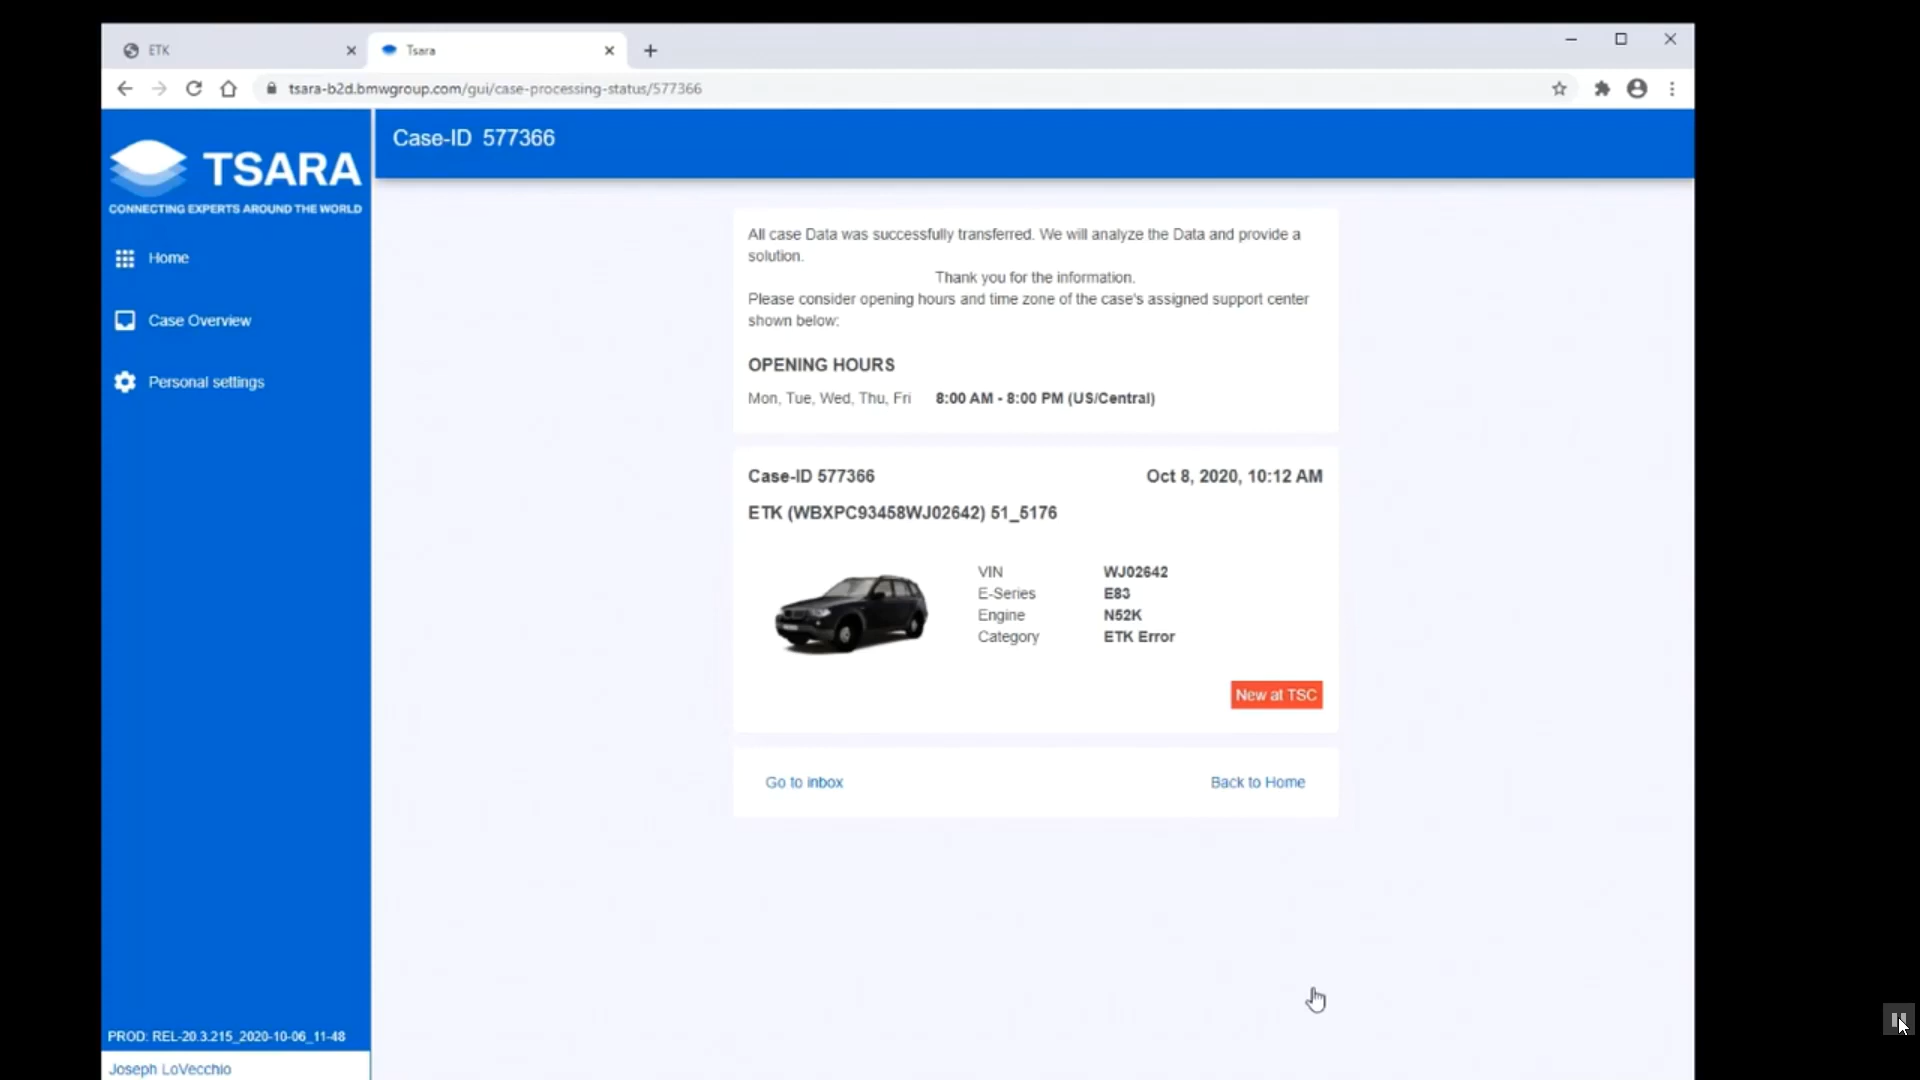 ETK
Tsara
tsara-b2d.bmwgroup.com/gui/case-processing-status/577366
TSARA
CONNECTING EXPERTS AROUND THE WORLD
Home
Case Overview
Personal settings
PROD: REL-20.3.215_2020-10-06_11-48
Joseph LoVecchio
Case-ID 577366
All case Data was successfully transferred. We will analyze the Data and provide a
solution.
Thank you for the information.
Please consider opening hours and time zone of the case's assigned support center
shown below:
OPENING HOURS
Mon, Tue, Wed, Thu, Fri 8:00 AM - 8:00 PM (US/Central)
Case-ID 577366 Oct 8, 2020, 10:12 AM
ETK (WBXPC93458WJ02642) 51_5176
VIN WJ02642
E-Series E83
Engine N52K
Category ETK Error
New at TSC
Go to inbox Back to Home